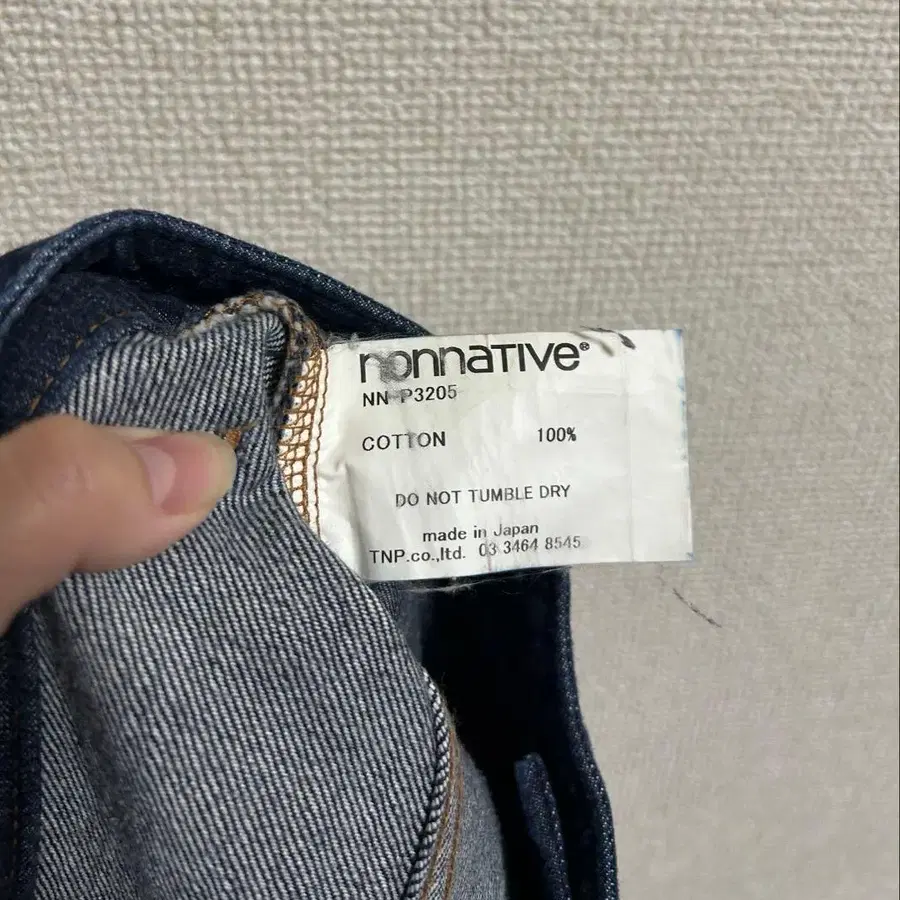 nonnative®
NN-P3205
COTTON 100%
DO NOT TUMBLE DRY
made in Japan
TNP.co.,ltd. 03 3464 8545